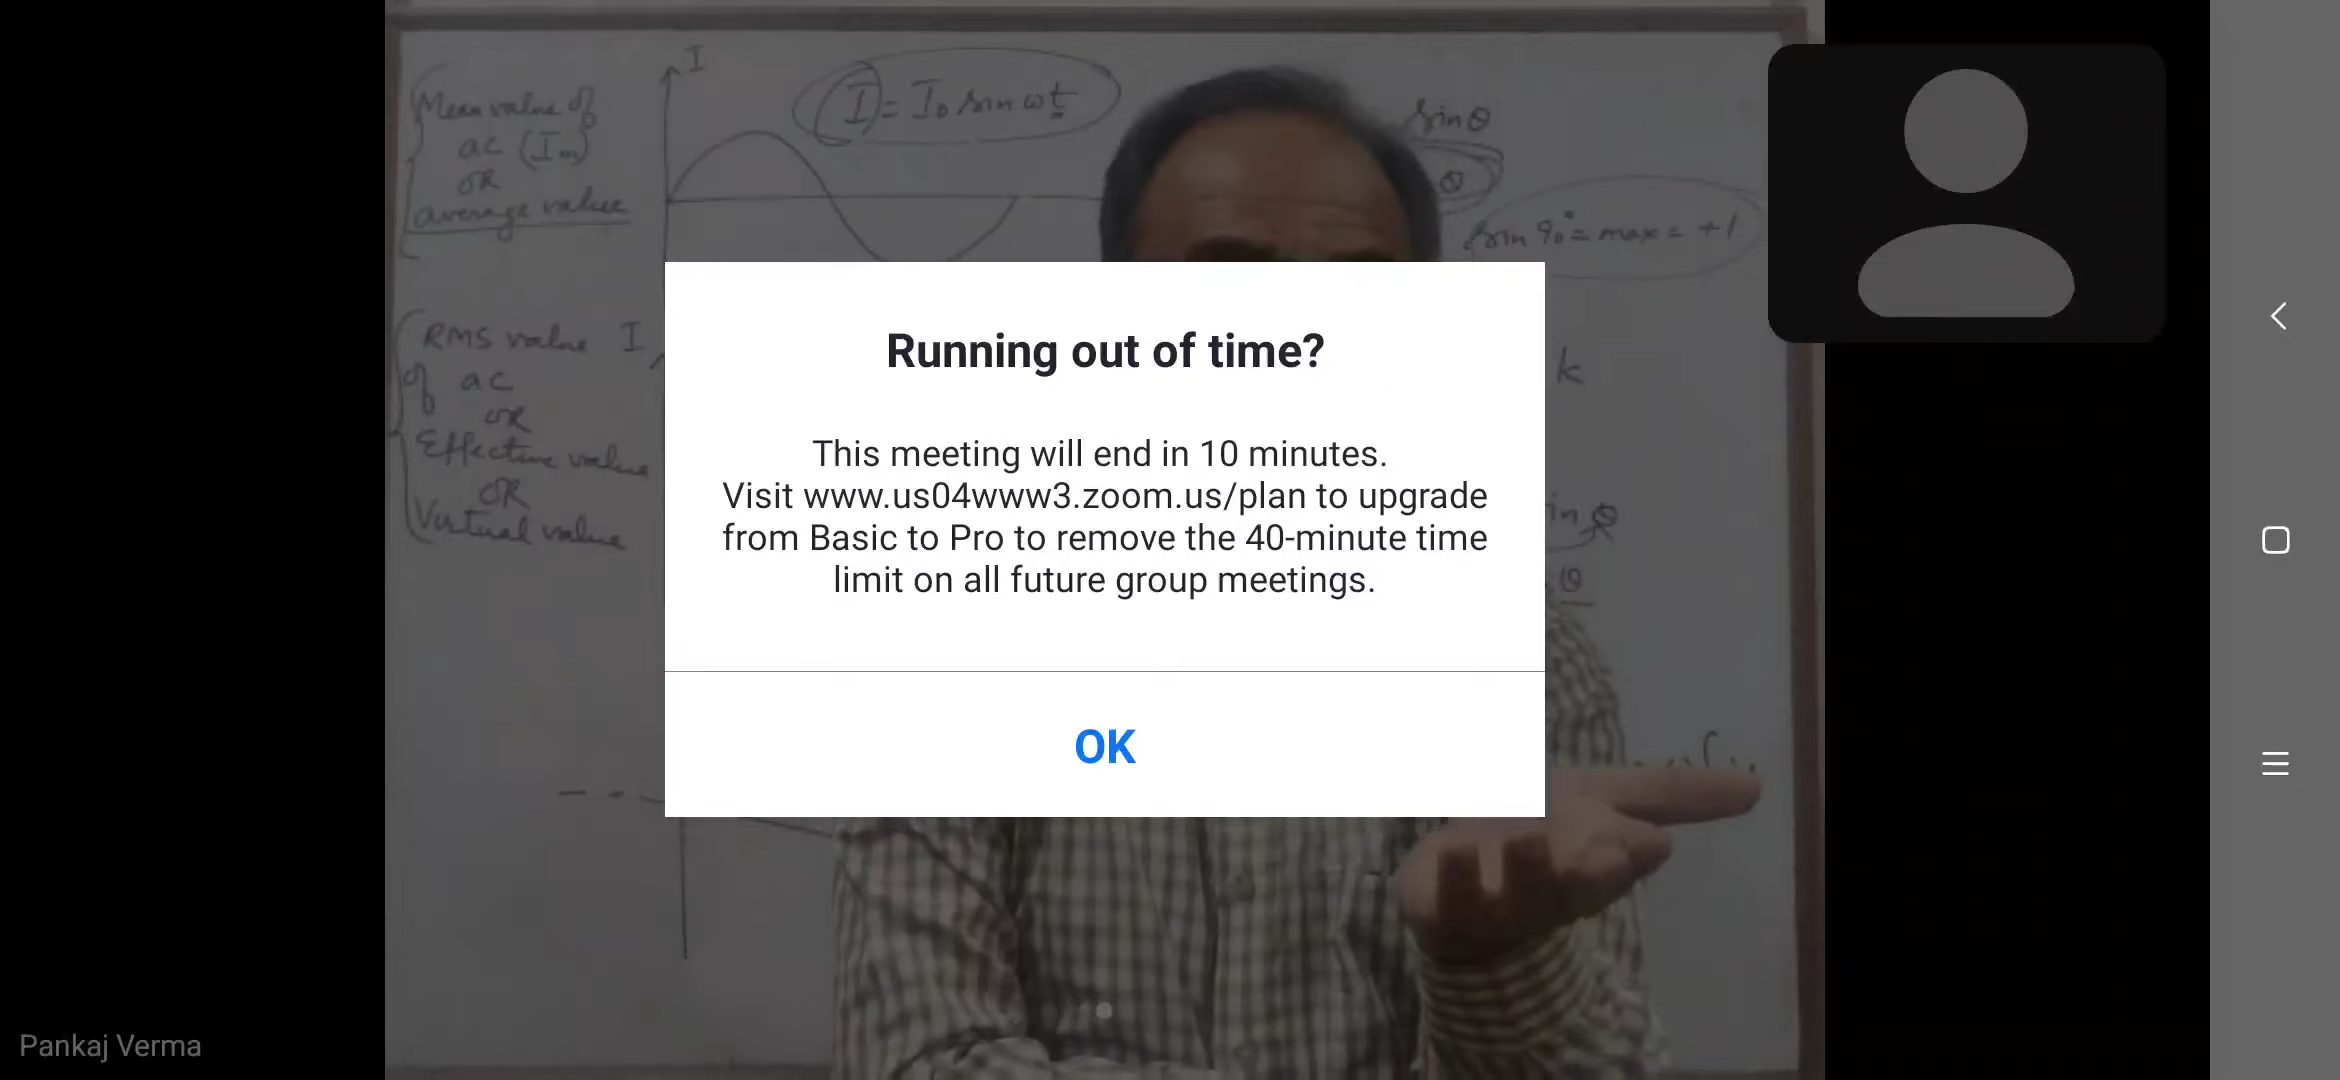 Mean value of
ac (Im)
OR
average value
I
I = I₀ sin ωt
sin θ
θ
sin 90° = max = +1
RMS value I
of ac
OR
Effective value
OR
Virtual value
k
Running out of time?
This meeting will end in 10 minutes.
Visit www.us04www3.zoom.us/plan to upgrade
from Basic to Pro to remove the 40-minute time
limit on all future group meetings.
OK
θ
Pankaj Verma